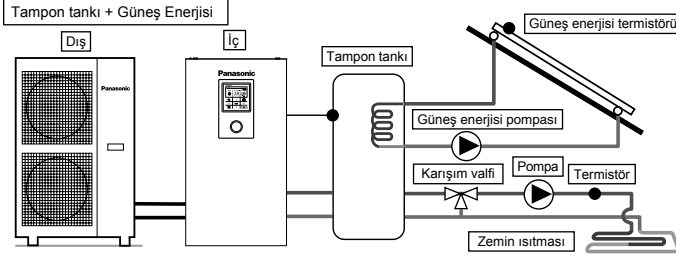 Tampon tankı + Güneş Enerjisi
Dış
İç
Tampon tankı
Güneş enerjisi termistörü
Panasonic
Panasonic
Güneş enerjisi pompası
Karışım valfi
Pompa
Termistör
Zemin ısıtması